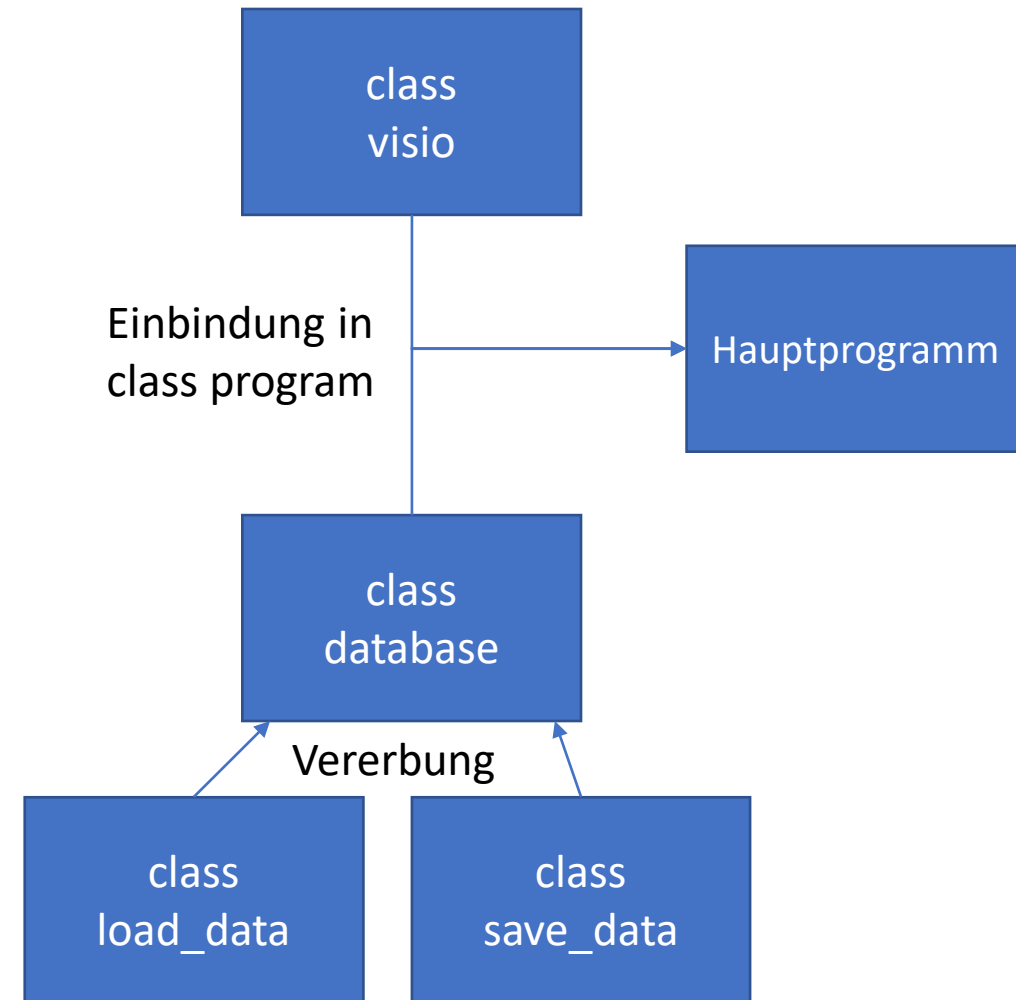 class
visio
Einbindung in
class program
Hauptprogramm
class
database
Vererbung
class
load_data
class
save_data